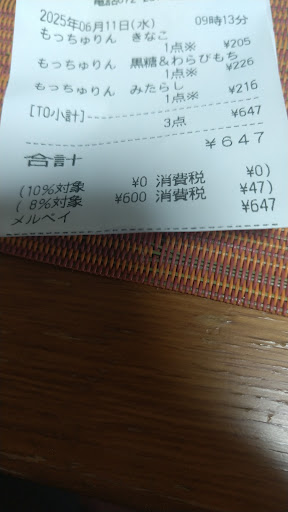 2025年06月11日(水) 09時13分
もっちゅりん きなこ
1点※ ¥205
もっちゅりん 黒糖&わらびもち
1点※ ¥226
もっちゅりん みたらし
1点※ ¥216
[TO小計] 3点 ¥647
合計 ¥647
(10%対象 ¥0 消費税 ¥0)
( 8%対象 ¥600 消費税 ¥47)
メルペイ ¥647